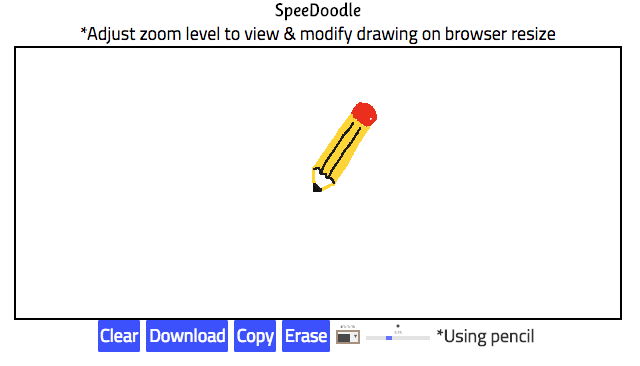 SpeeDoodle
*Adjust zoom level to view & modify drawing on browser resize
Clear Download Copy Erase *Using pencil